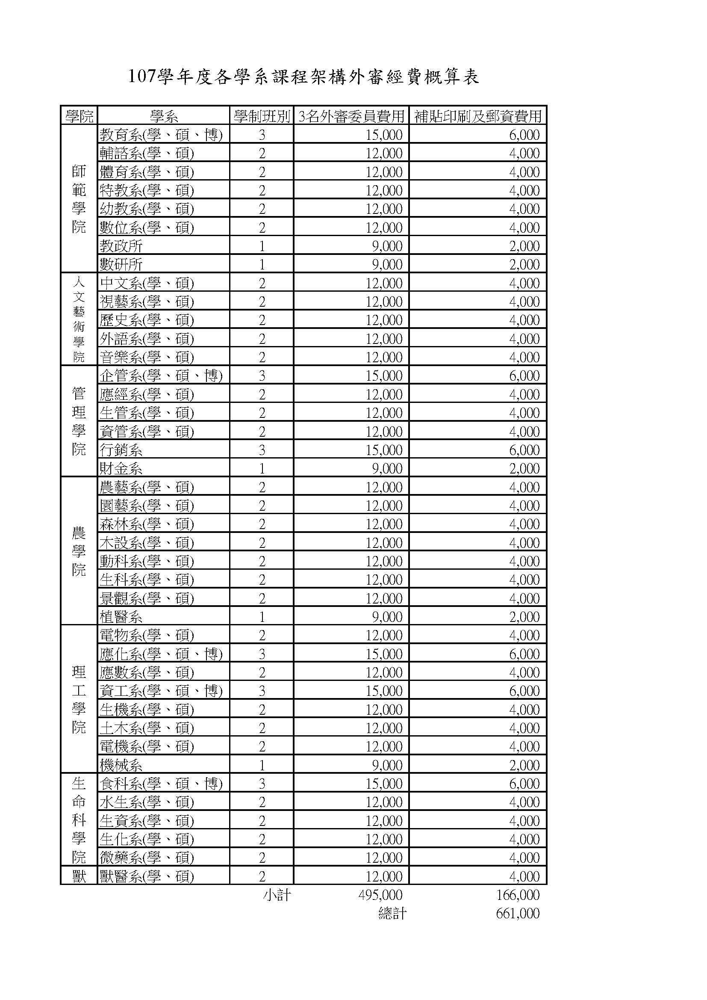 107學年度各學系課程架構外審經費概算表
學院 學系 學制班別 3名外審委員費用 補貼印刷及郵資費用
師範學院
教育系(學、碩、博) 3 15,000 6,000
輔諮系(學、碩) 2 12,000 4,000
體育系(學、碩) 2 12,000 4,000
特教系(學、碩) 2 12,000 4,000
幼教系(學、碩) 2 12,000 4,000
數位系(學、碩) 2 12,000 4,000
教政所 1 9,000 2,000
數研所 1 9,000 2,000
人文藝術學院
中文系(學、碩) 2 12,000 4,000
視藝系(學、碩) 2 12,000 4,000
歷史系(學、碩) 2 12,000 4,000
外語系(學、碩) 2 12,000 4,000
音樂系(學、碩) 2 12,000 4,000
管理學院
企管系(學、碩、博) 3 15,000 6,000
應經系(學、碩) 2 12,000 4,000
生管系(學、碩) 2 12,000 4,000
資管系(學、碩) 2 12,000 4,000
行銷系 3 15,000 6,000
財金系 1 9,000 2,000
農學院
農藝系(學、碩) 2 12,000 4,000
園藝系(學、碩) 2 12,000 4,000
森林系(學、碩) 2 12,000 4,000
木設系(學、碩) 2 12,000 4,000
動科系(學、碩) 2 12,000 4,000
生科系(學、碩) 2 12,000 4,000
景觀系(學、碩) 2 12,000 4,000
植醫系 1 9,000 2,000
理工學院
電物系(學、碩) 2 12,000 4,000
應化系(學、碩、博) 3 15,000 6,000
應數系(學、碩) 2 12,000 4,000
資工系(學、碩、博) 3 15,000 6,000
生機系(學、碩) 2 12,000 4,000
土木系(學、碩) 2 12,000 4,000
電機系(學、碩) 2 12,000 4,000
機械系 1 9,000 2,000
生命科學院
食科系(學、碩、博) 3 15,000 6,000
水生系(學、碩) 2 12,000 4,000
生資系(學、碩) 2 12,000 4,000
生化系(學、碩) 2 12,000 4,000
微藥系(學、碩) 2 12,000 4,000
獸
獸醫系(學、碩) 2 12,000 4,000
小計 495,000 166,000
總計 661,000